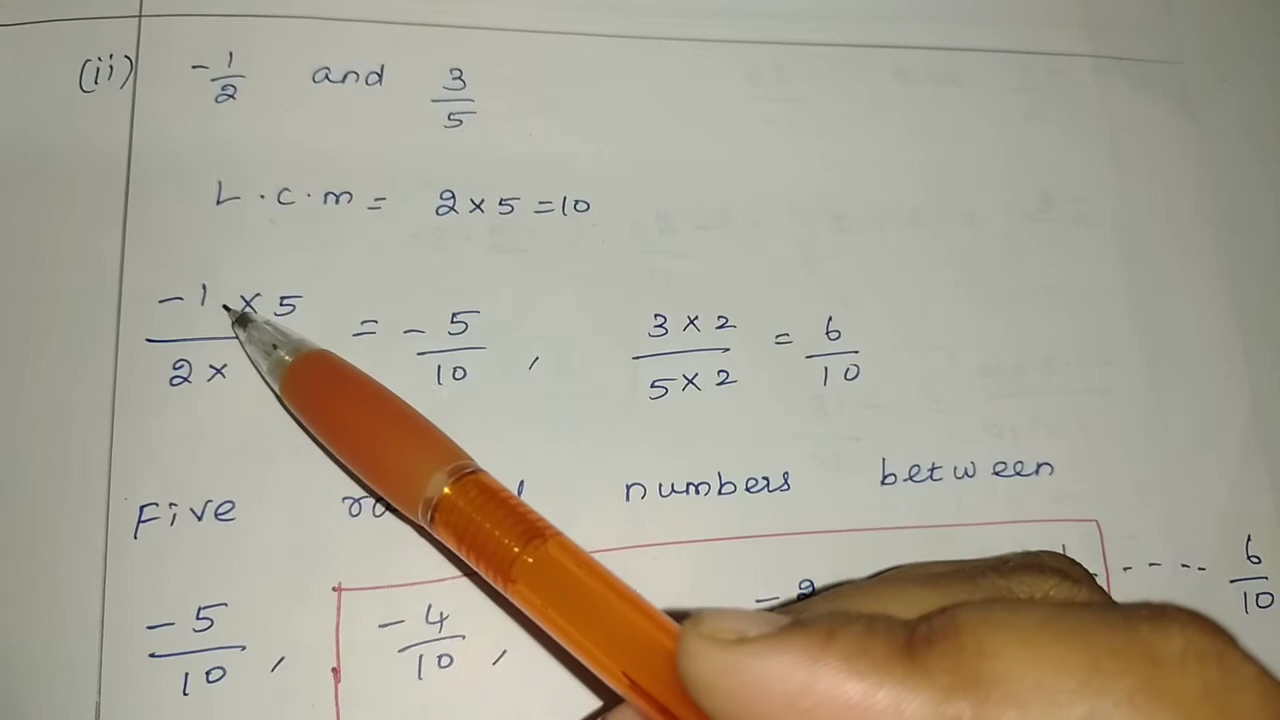 (ii) -1/2 and 3/5
L.C.M = 2×5=10
-1×5/2× = -5/10 , 3×2/5×2 = 6/10
Five numbers between
-5/10 , -4/10 , -2 ----- 6/10